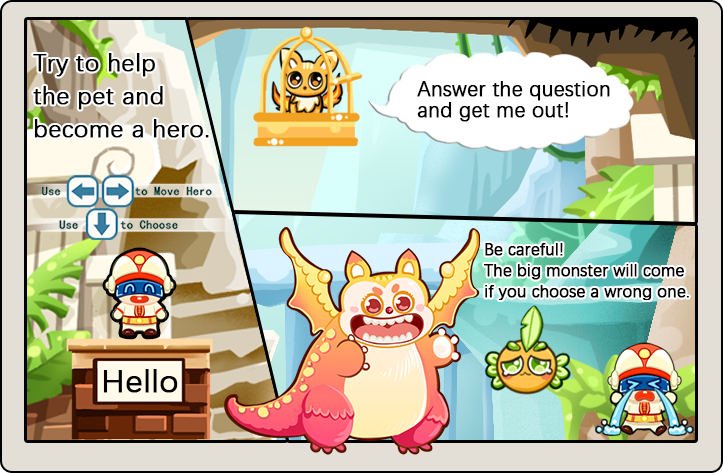 Try to help
the pet and
become a hero.
Use to Move Hero
Use to Choose
Hello
Answer the question
and get me out!
Be careful!
The big monster will come
if you choose a wrong one.